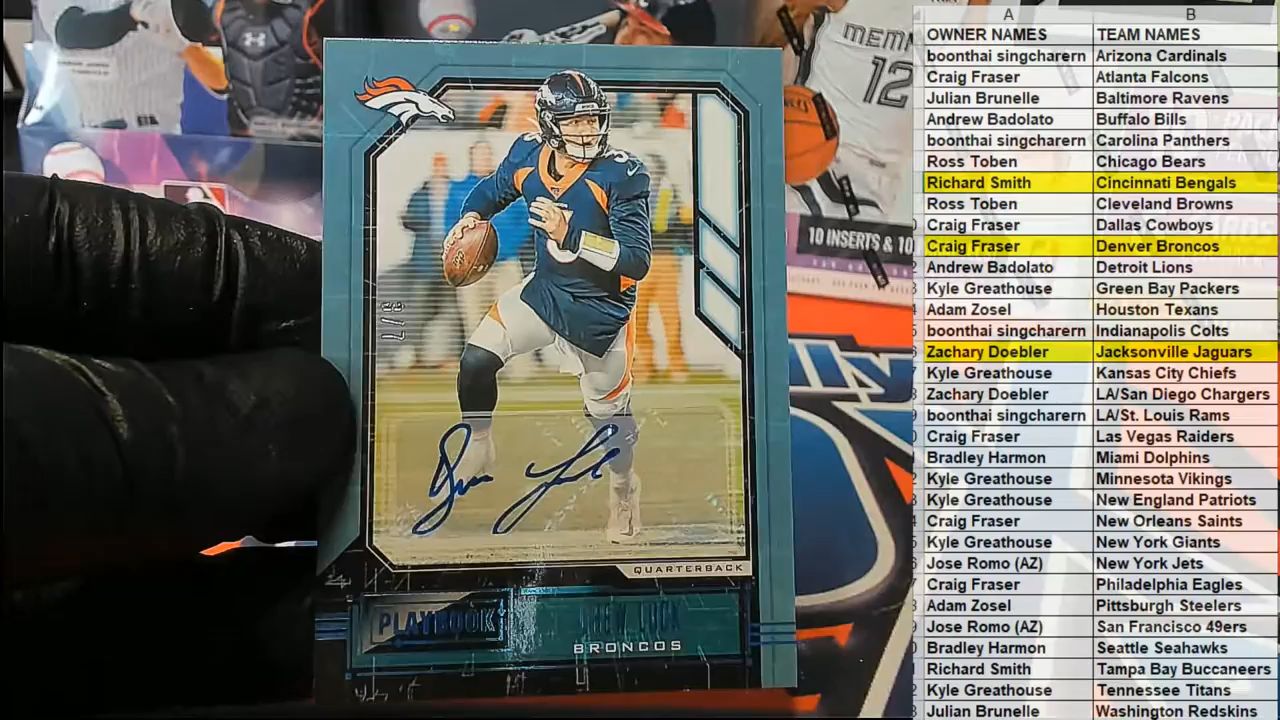 MEM
12
10 INSERTS & 10
8/8
QUARTERBACK
PLAYBOOK
DREW LOCK
BRONCOS
A B
OWNER NAMES TEAM NAMES
boonthai singcharern Arizona Cardinals
Craig Fraser Atlanta Falcons
Julian Brunelle Baltimore Ravens
Andrew Badolato Buffalo Bills
boonthai singcharern Carolina Panthers
Ross Toben Chicago Bears
Richard Smith Cincinnati Bengals
Ross Toben Cleveland Browns
Craig Fraser Dallas Cowboys
Craig Fraser Denver Broncos
Andrew Badolato Detroit Lions
Kyle Greathouse Green Bay Packers
Adam Zosel Houston Texans
boonthai singcharern Indianapolis Colts
Zachary Doebler Jacksonville Jaguars
Kyle Greathouse Kansas City Chiefs
Zachary Doebler LA/San Diego Chargers
boonthai singcharern LA/St. Louis Rams
Craig Fraser Las Vegas Raiders
Bradley Harmon Miami Dolphins
Kyle Greathouse Minnesota Vikings
Kyle Greathouse New England Patriots
Craig Fraser New Orleans Saints
Kyle Greathouse New York Giants
Jose Romo (AZ) New York Jets
Craig Fraser Philadelphia Eagles
Adam Zosel Pittsburgh Steelers
Jose Romo (AZ) San Francisco 49ers
Bradley Harmon Seattle Seahawks
Richard Smith Tampa Bay Buccaneers
Kyle Greathouse Tennessee Titans
Julian Brunelle Washington Redskins